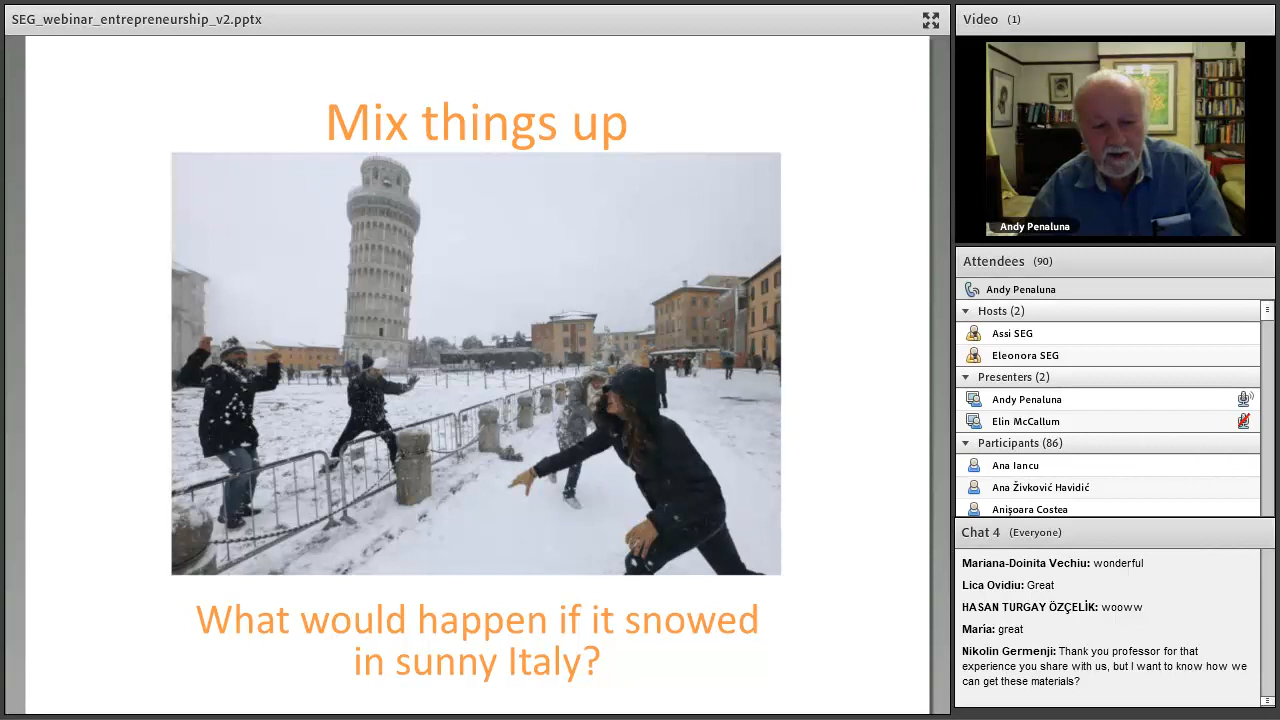 SEG_webinar_entrepreneurship_v2.pptx
Mix things up
What would happen if it snowed
in sunny Italy?
Video (1)
Andy Penaluna
Attendees (90)
Andy Penaluna
Hosts (2)
Assi SEG
Eleonora SEG
Presenters (2)
Andy Penaluna
Elin McCallum
Participants (86)
Ana Iancu
Ana Živković Havidić
Anişoara Costea
Chat 4 (Everyone)
Mariana-Doinita Vechiu: wonderful
Lica Ovidiu: Great
HASAN TURGAY ÖZÇELİK: wooww
María: great
Nikolin Germenji: Thank you professor for that
experience you share with us, but I want to know how we
can get these materials?